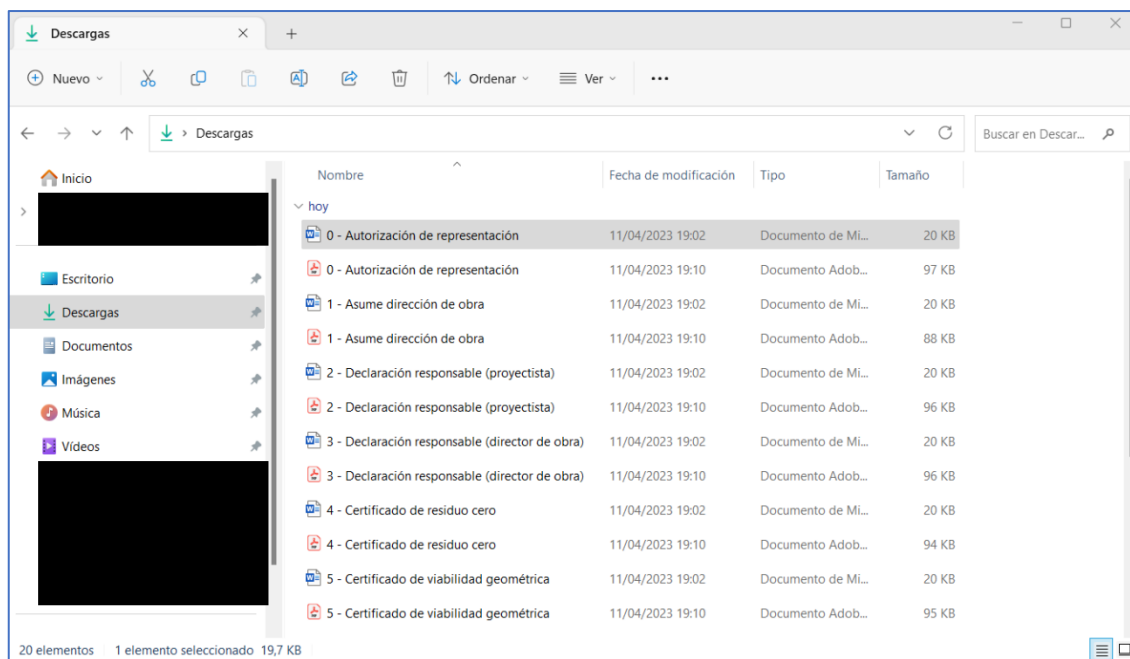 Descargas
Nuevo Ordenar Ver ...
Descargas Buscar en Descar...
Inicio
Escritorio
Descargas
Documentos
Imágenes
Música
Vídeos
Nombre Fecha de modificación Tipo Tamaño
hoy
0 - Autorización de representación 11/04/2023 19:02 Documento de Mi... 20 KB
0 - Autorización de representación 11/04/2023 19:10 Documento Adob... 97 KB
1 - Asume dirección de obra 11/04/2023 19:02 Documento de Mi... 20 KB
1 - Asume dirección de obra 11/04/2023 19:10 Documento Adob... 88 KB
2 - Declaración responsable (proyectista) 11/04/2023 19:02 Documento de Mi... 20 KB
2 - Declaración responsable (proyectista) 11/04/2023 19:10 Documento Adob... 96 KB
3 - Declaración responsable (director de obra) 11/04/2023 19:02 Documento de Mi... 20 KB
3 - Declaración responsable (director de obra) 11/04/2023 19:10 Documento Adob... 96 KB
4 - Certificado de residuo cero 11/04/2023 19:02 Documento de Mi... 20 KB
4 - Certificado de residuo cero 11/04/2023 19:10 Documento Adob... 94 KB
5 - Certificado de viabilidad geométrica 11/04/2023 19:02 Documento de Mi... 20 KB
5 - Certificado de viabilidad geométrica 11/04/2023 19:10 Documento Adob... 95 KB
20 elementos 1 elemento seleccionado 19,7 KB